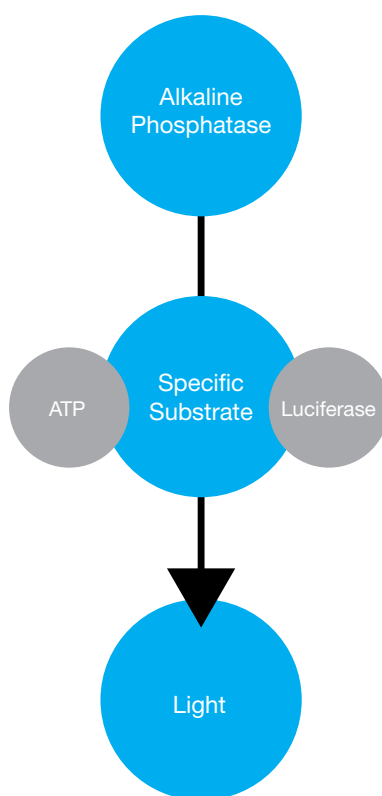 Alkaline
Phosphatase
Specific
Substrate
ATP
Luciferase
Light